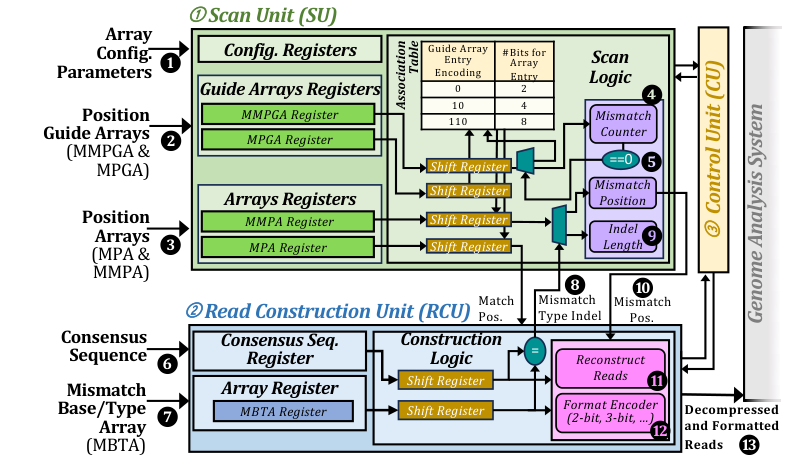 ① Scan Unit (SU)
Array
Config.
Parameters
1
Config. Registers
Guide Arrays Registers
MMPGA Register
MPGA Register
Position
Guide Arrays
(MMPGA &
MPGA)
2
Arrays Registers
MMPA Register
MPA Register
Position
Arrays
(MPA &
MMPA)
3
Association
Table
Guide Array
Entry
Encoding
#Bits for
Array
Entry
0
2
10
4
110
8
Shift Register
Shift Register
Shift Register
Shift Register
Scan
Logic
4
Mismatch
Counter
==0
5
Mismatch
Position
Indel
Length
9
③ Control Unit (CU)
Genome Analysis System
Match
Pos.
8
Mismatch
Type Indel
10
Mismatch
Pos.
② Read Construction Unit (RCU)
Consensus
Sequence
6
Consensus Seq.
Register
Mismatch
Base/Type
Array
(MBTA)
7
Array Register
MBTA Register
Construction
Logic
Shift Register
Shift Register
=
Reconstruct
Reads
11
Format Encoder
(2-bit, 3-bit, ...)
12
Decompressed
and Formatted
Reads 13